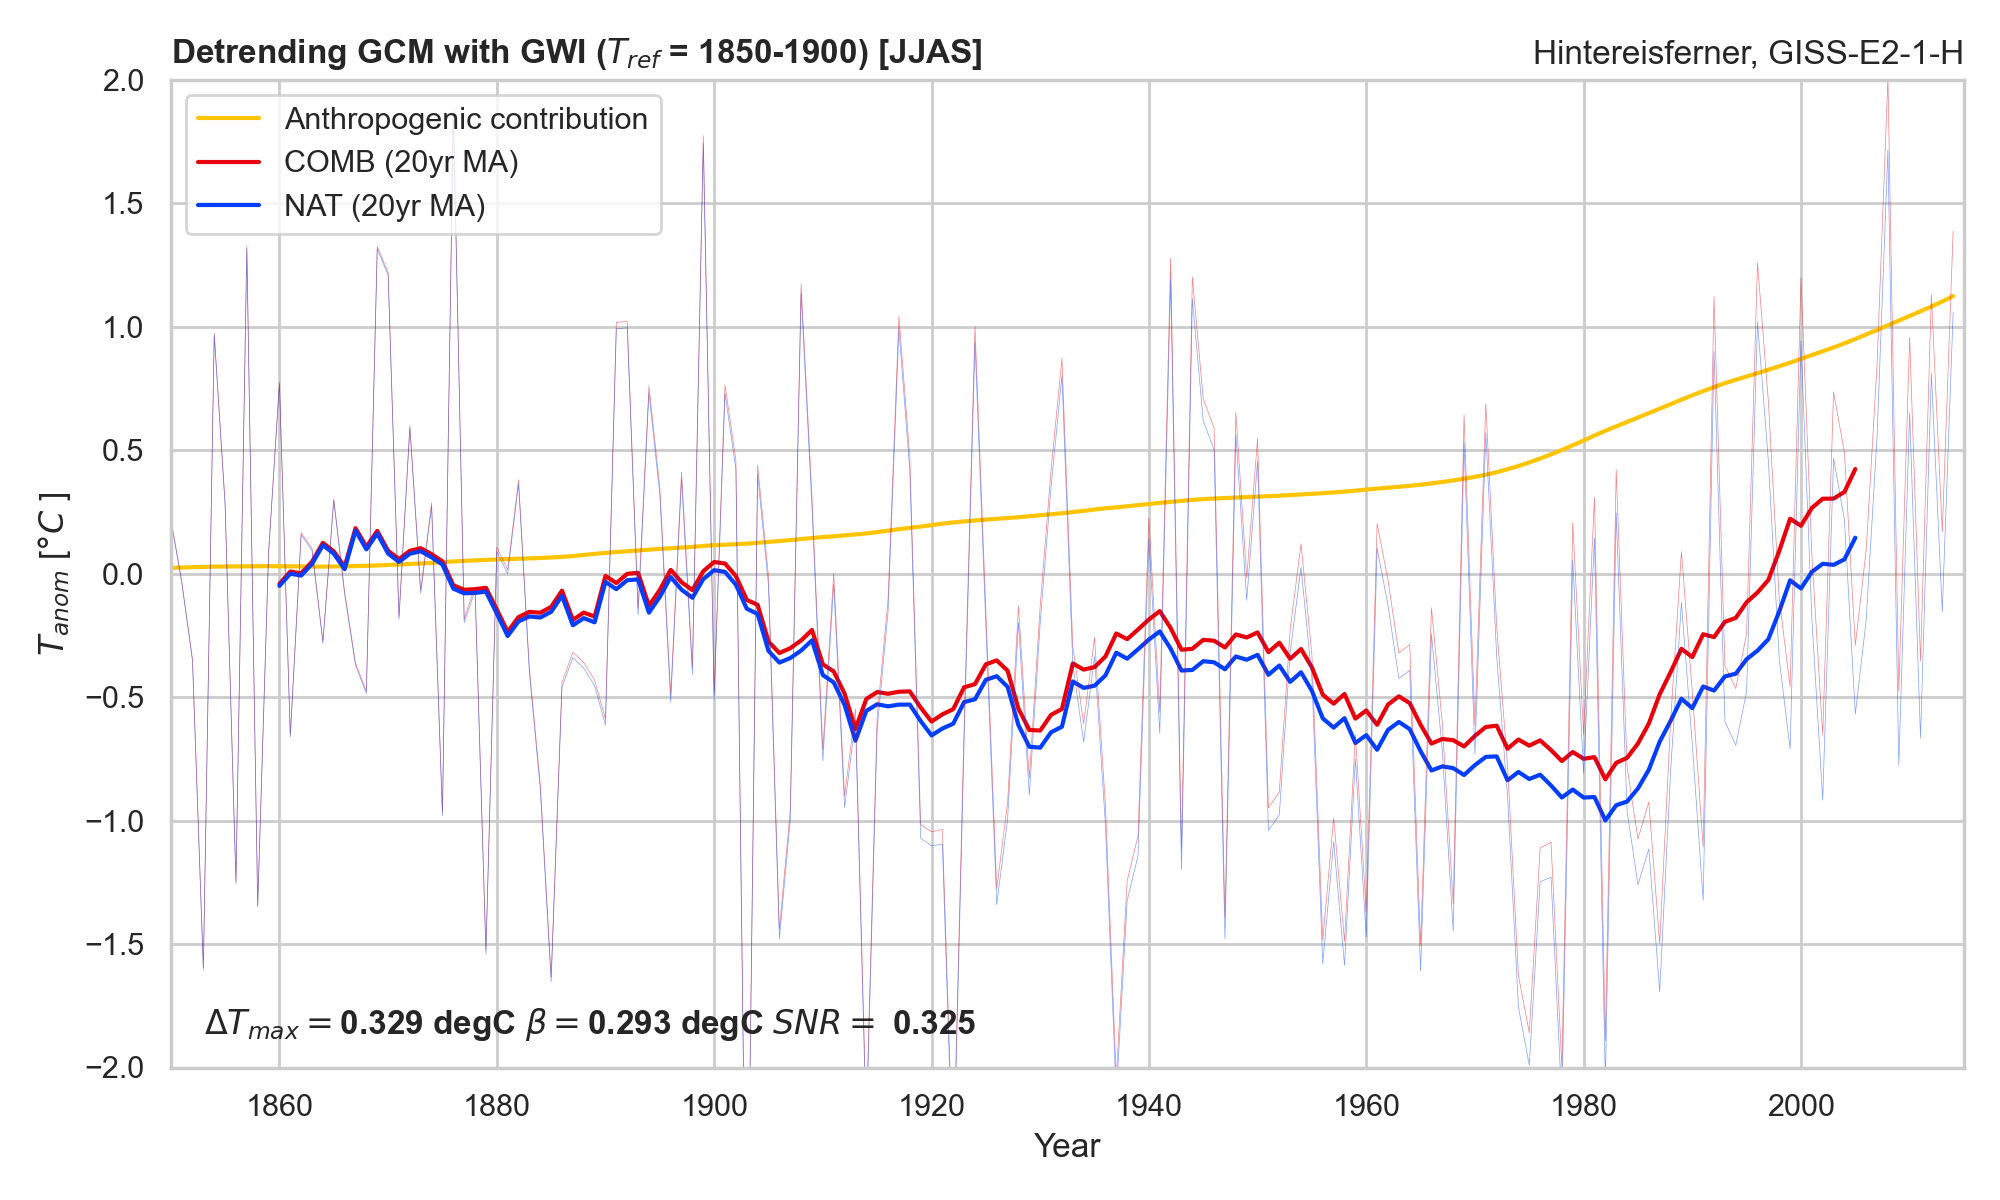 Detrending GCM with GWI (T_ref = 1850-1900) [JJAS]
Hintereisferner, GISS-E2-1-H
Anthropogenic contribution
COMB (20yr MA)
NAT (20yr MA)
2.0
1.5
1.0
0.5
0.0
−0.5
−1.0
−1.5
−2.0
T_anom [°C]
ΔT_max = 0.329 degC β = 0.293 degC SNR = 0.325
1860 1880 1900 1920 1940 1960 1980 2000
Year